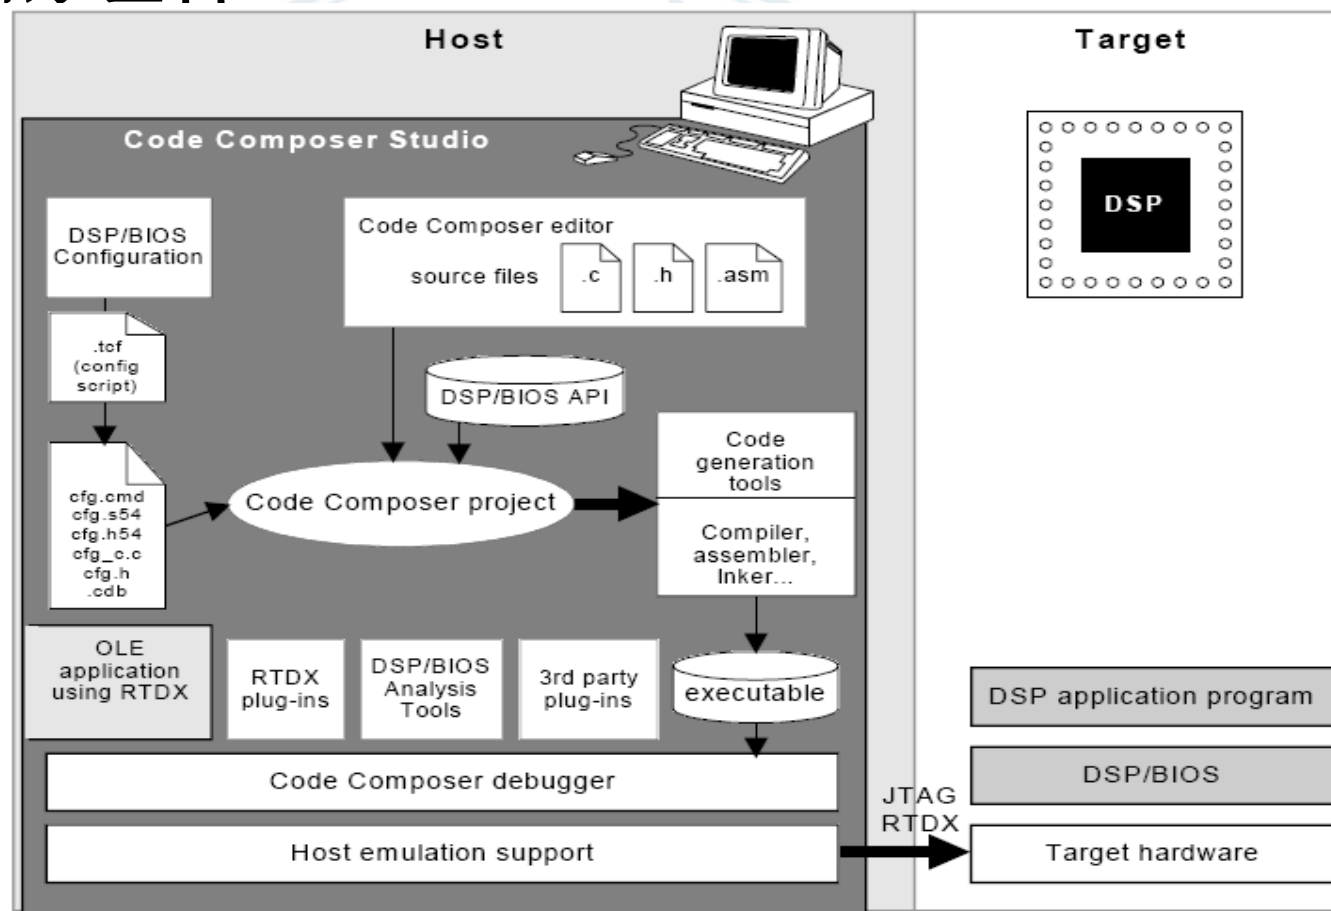 Host
Target
Code Composer Studio
DSP
DSP/BIOS
Configuration
Code Composer editor
source files
.c
.h
.asm
.tcf
(config
script)
DSP/BIOS API
Code
generation
tools
cfg.cmd
cfg.s54
cfg.h54
cfg_c.c
cfg.h
.cdb
Code Composer project
Compiler,
assembler,
linker...
OLE
application
using RTDX
RTDX
plug-ins
DSP/BIOS
Analysis
Tools
3rd party
plug-ins
executable
DSP application program
Code Composer debugger
DSP/BIOS
JTAG
RTDX
Host emulation support
Target hardware